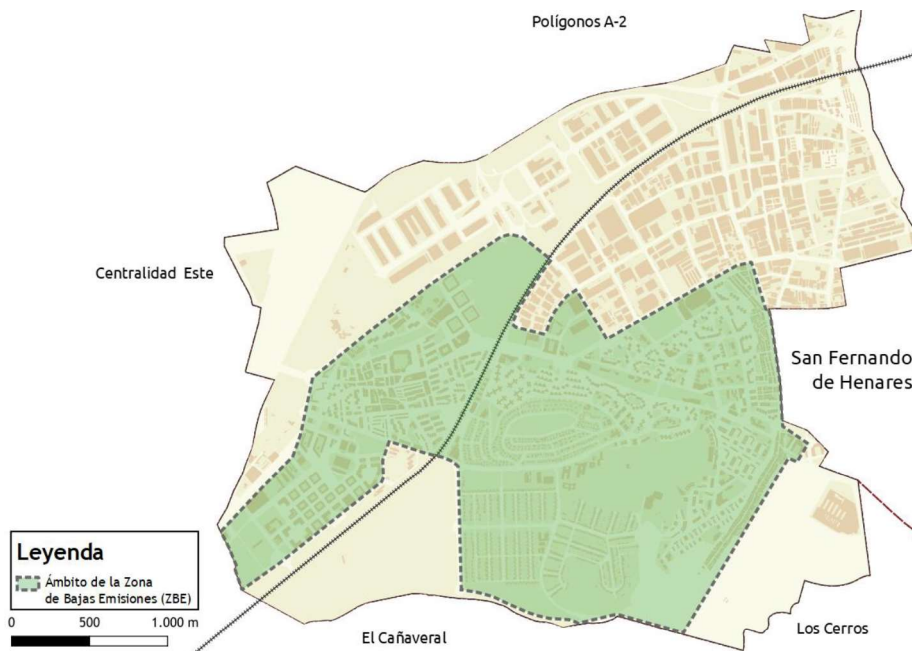 Polígonos A-2
Centralidad Este
San Fernando
de Henares
Leyenda
Ámbito de la Zona
de Bajas Emisiones (ZBE)
0 500 1.000 m
El Cañaveral
Los Cerros